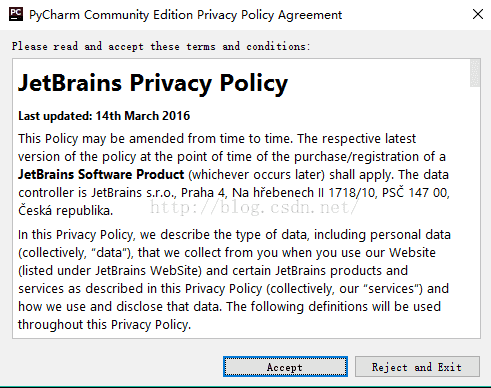 PC
PyCharm Community Edition Privacy Policy Agreement
Please read and accept these terms and conditions:
JetBrains Privacy Policy
Last updated: 14th March 2016
This Policy may be amended from time to time. The respective latest
version of the policy at the point of time of the purchase/registration of a
JetBrains Software Product (whichever occurs later) shall apply. The data
controller is JetBrains s.r.o., Praha 4, Na hřebenech II 1718/10, PSČ 147 00,
Česká republika.
http://blog.csdn.net/
In this Privacy Policy, we describe the type of data, including personal data
(collectively, “data”), that we collect from you when you use our Website
(listed under JetBrains WebSite) and certain JetBrains products and
services as described in this Privacy Policy (collectively, our “services”) and
how we use and disclose that data. The following definitions will be used
throughout this Privacy Policy.
Accept
Reject and Exit